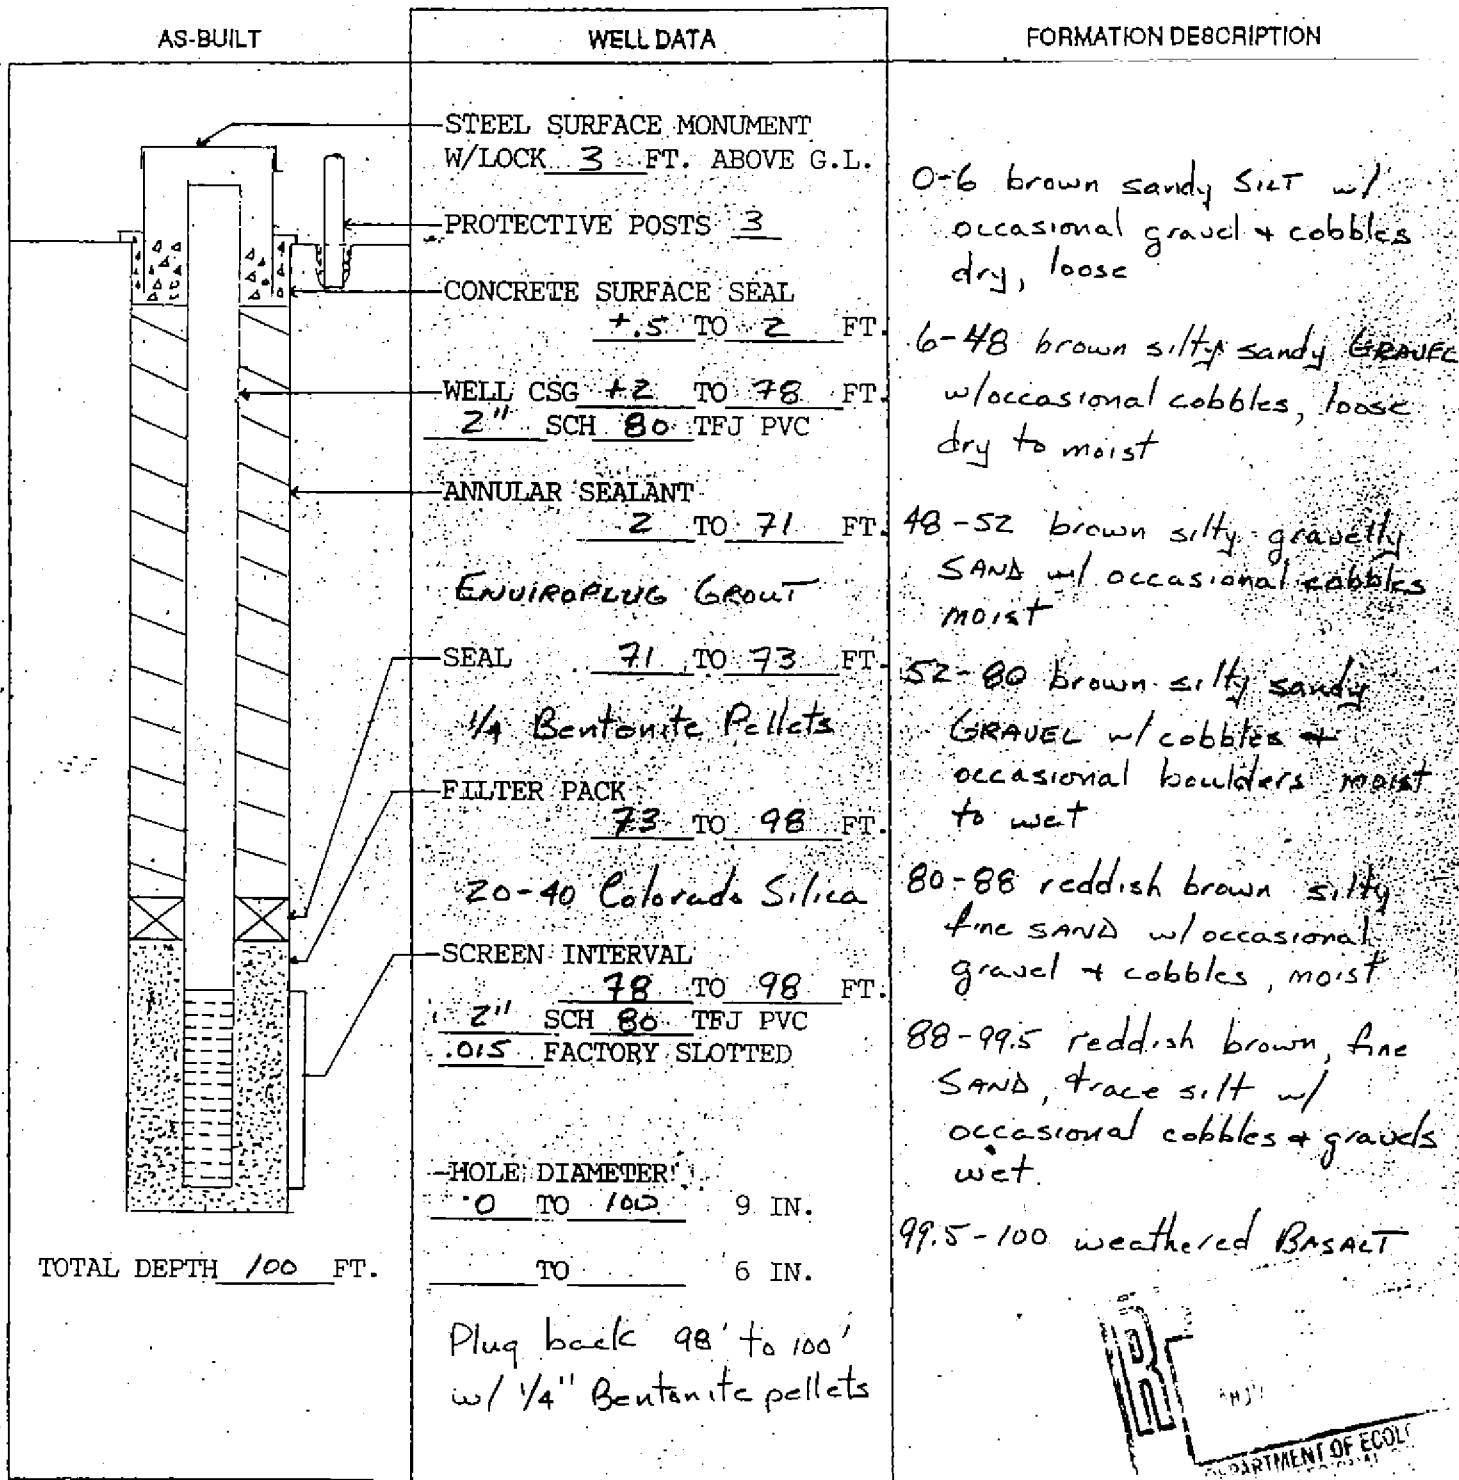 AS-BUILT
WELL DATA
FORMATION DESCRIPTION
STEEL SURFACE MONUMENT
W/LOCK 3 FT. ABOVE G.L.
PROTECTIVE POSTS 3
CONCRETE SURFACE SEAL
+.5 TO 2 FT.
WELL CSG +2 TO 78 FT.
2" SCH 80 TFJ PVC
ANNULAR SEALANT
2 TO 71 FT.
ENVIROPLUG GROUT
SEAL 71 TO 73 FT.
1/4 Bentonite Pellets
FILTER PACK
73 TO 98 FT.
20-40 Colorado Silica
SCREEN INTERVAL
78 TO 98 FT.
2" SCH 80 TFJ PVC
.015 FACTORY SLOTTED
HOLE DIAMETER
0 TO 100 9 IN.
TO 6 IN.
Plug back 98' to 100'
w/ 1/4" Bentonite pellets
TOTAL DEPTH 100 FT.
0-6 brown sandy SILT w/
occasional gravel + cobbles
dry, loose
6-48 brown silty sandy GRAVEL
w/occasional cobbles, loose
dry to moist
48-52 brown silty gravelly
SAND w/ occasional cobbles
moist
52-80 brown silty sandy
GRAVEL w/ cobbles +
occasional boulders moist
to wet
80-88 reddish brown silty
fine SAND w/occasional
gravel + cobbles, moist
88-99.5 reddish brown, fine
SAND, trace silt w/
occasional cobbles + gravels
wet.
99.5-100 weathered BASALT
R
DEPARTMENT OF ECOL